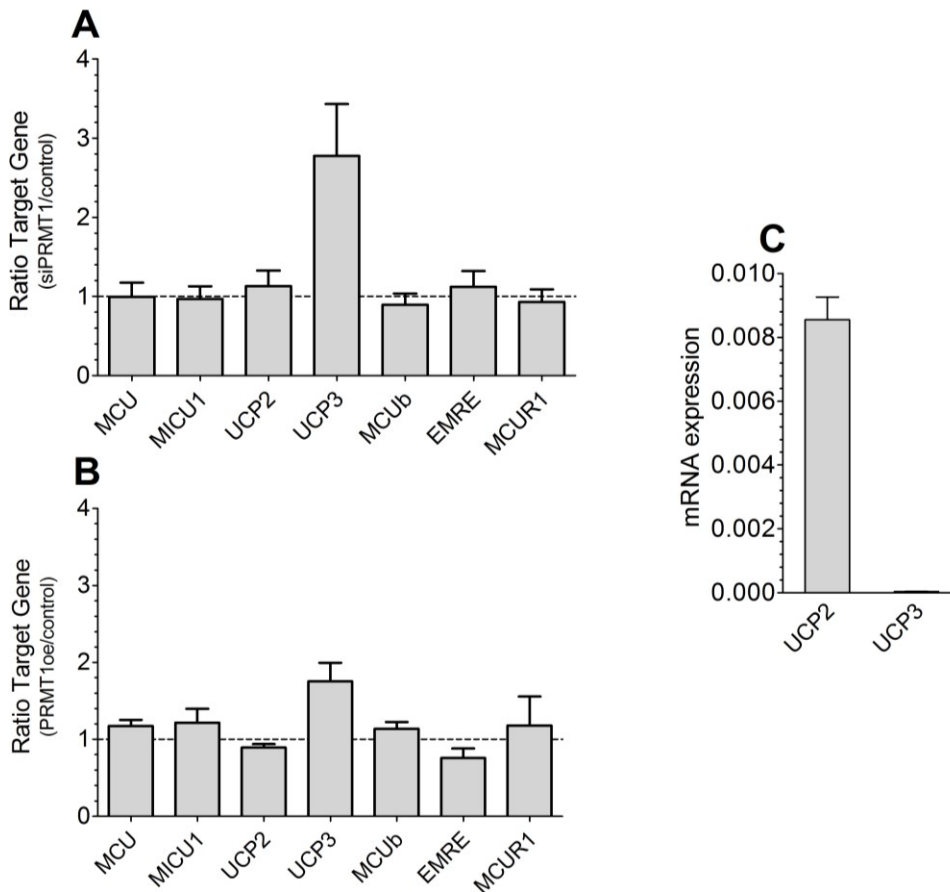 A
Ratio Target Gene
(siPRMT1/control)
4
3
2
1
0
MCU
MICU1
UCP2
UCP3
MCUb
EMRE
MCUR1
B
Ratio Target Gene
(PRMT1oe/control)
4
3
2
1
0
MCU
MICU1
UCP2
UCP3
MCUb
EMRE
MCUR1
C
mRNA expression
0.010
0.008
0.006
0.004
0.002
0.000
UCP2
UCP3